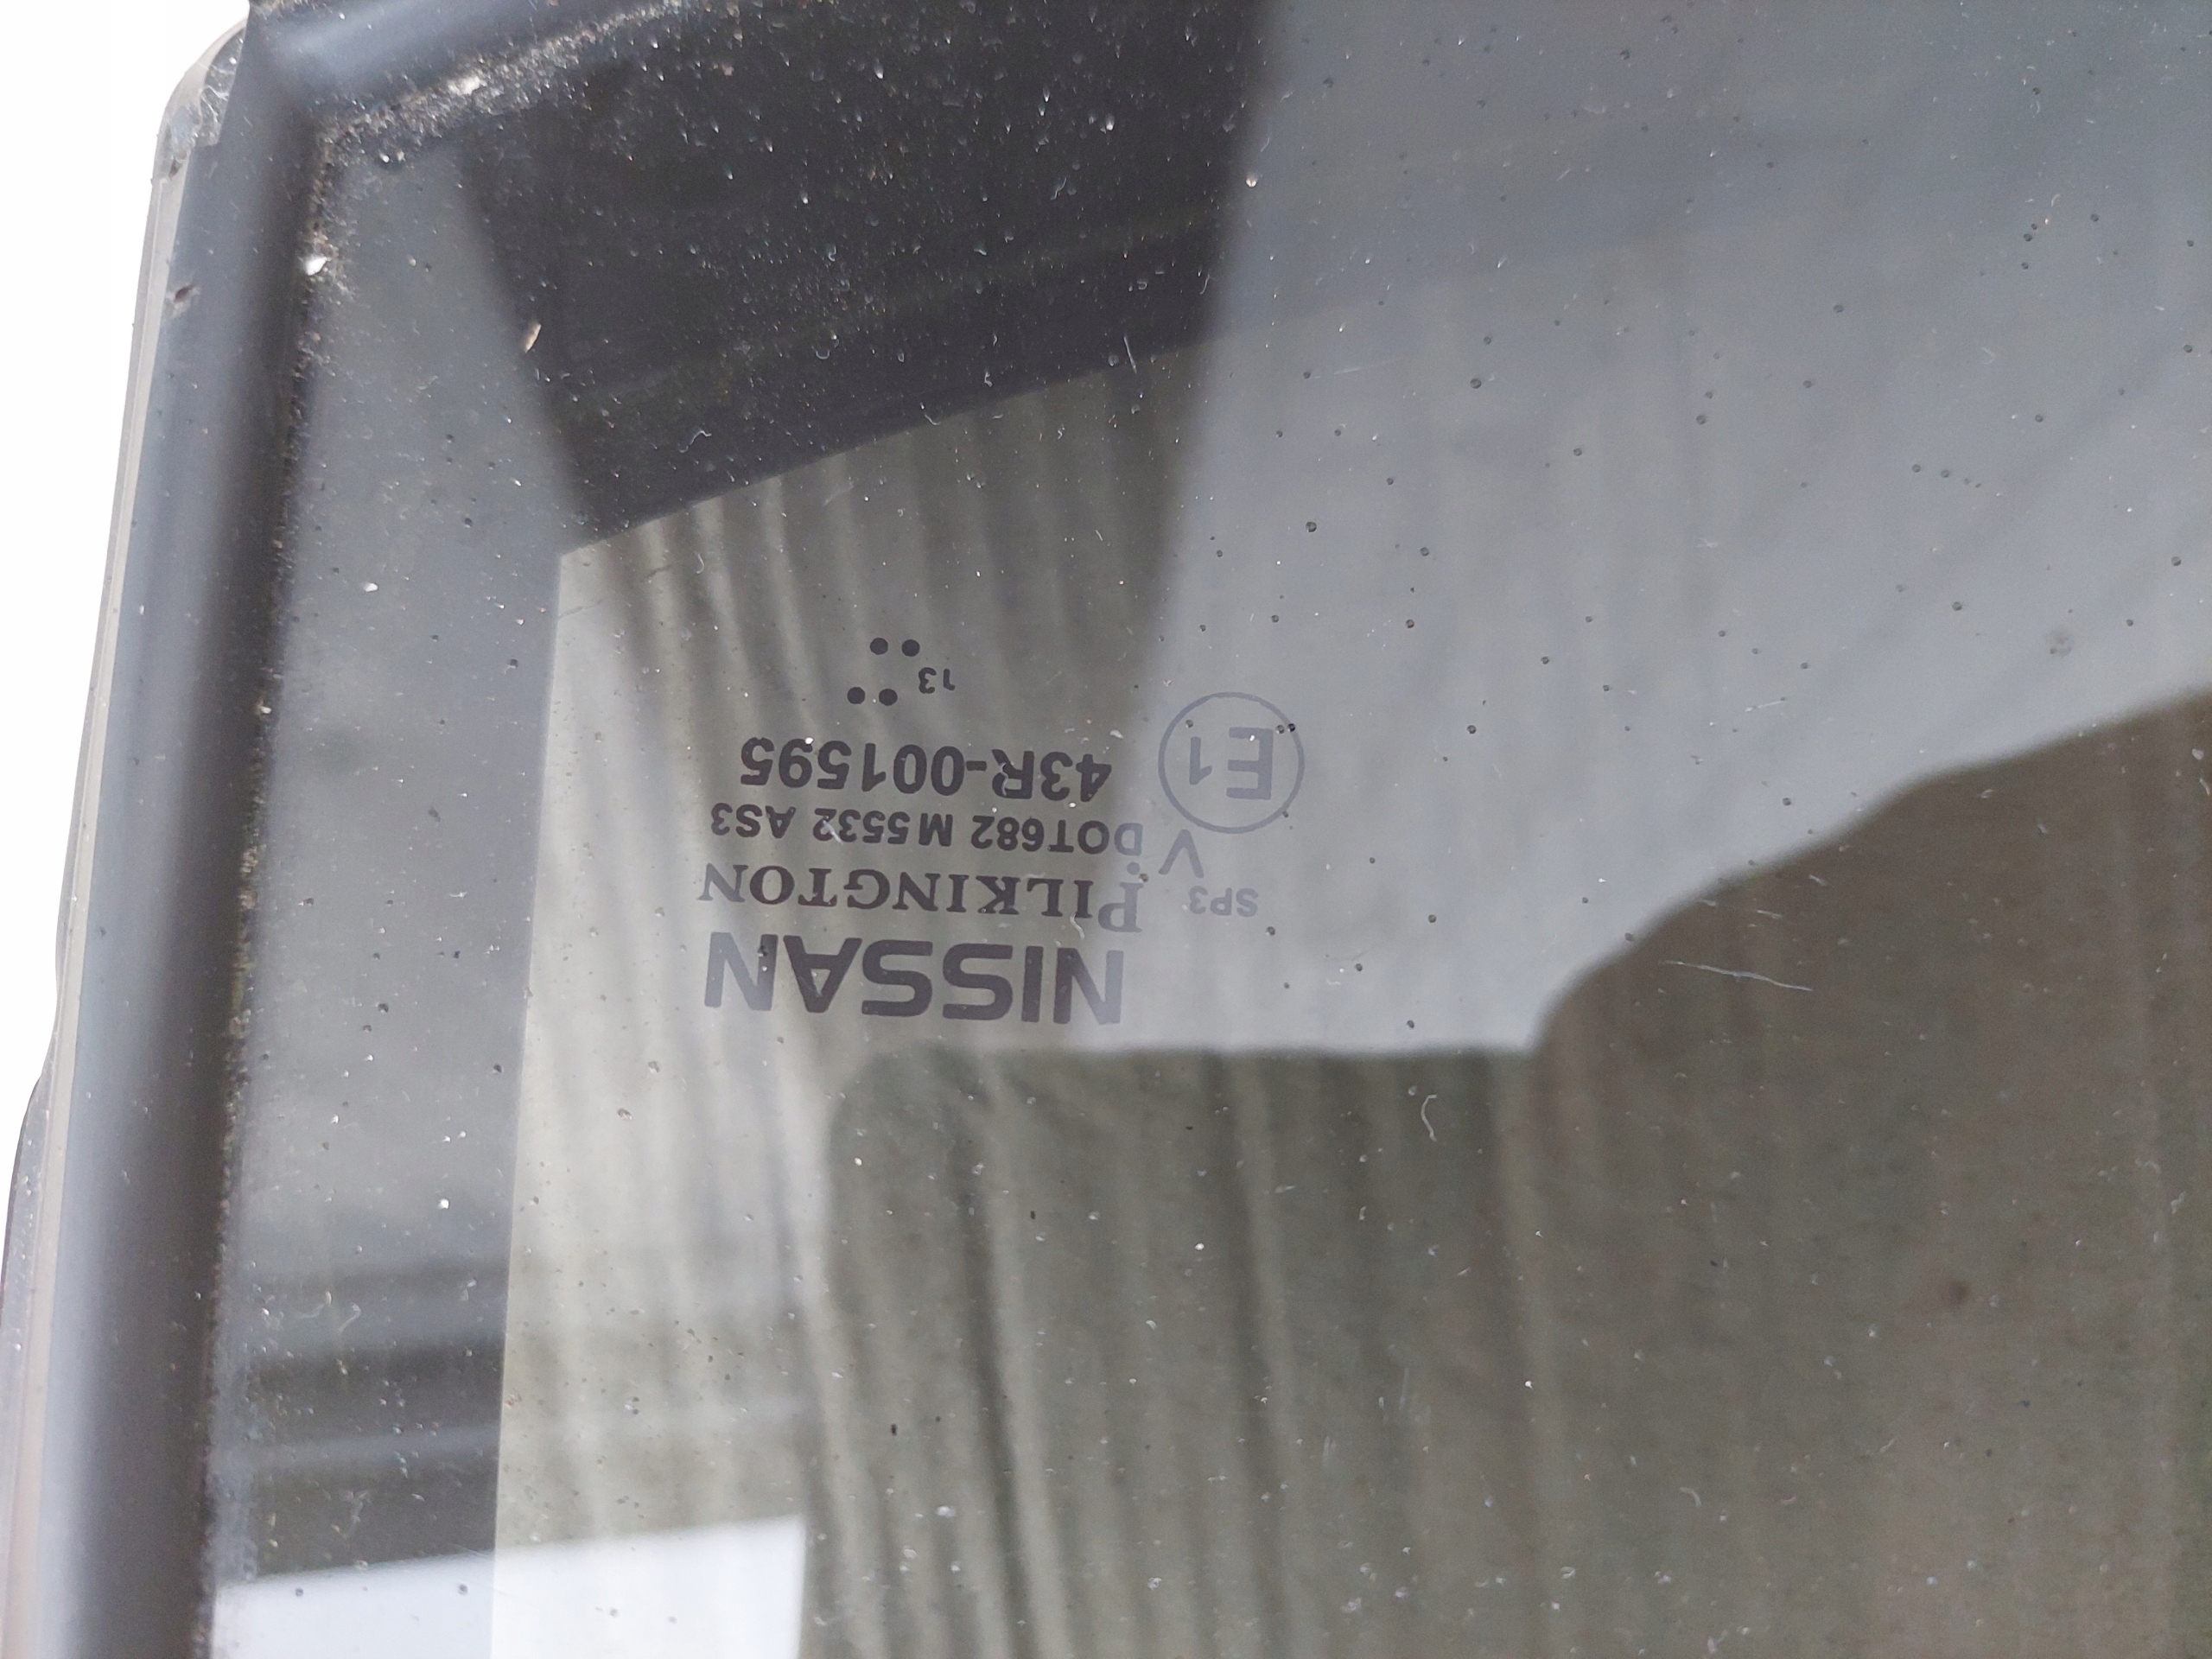 NISSAN
PILKINGTON
SP3 V DOT682 M5532 AS3
E1 43R-001595
13